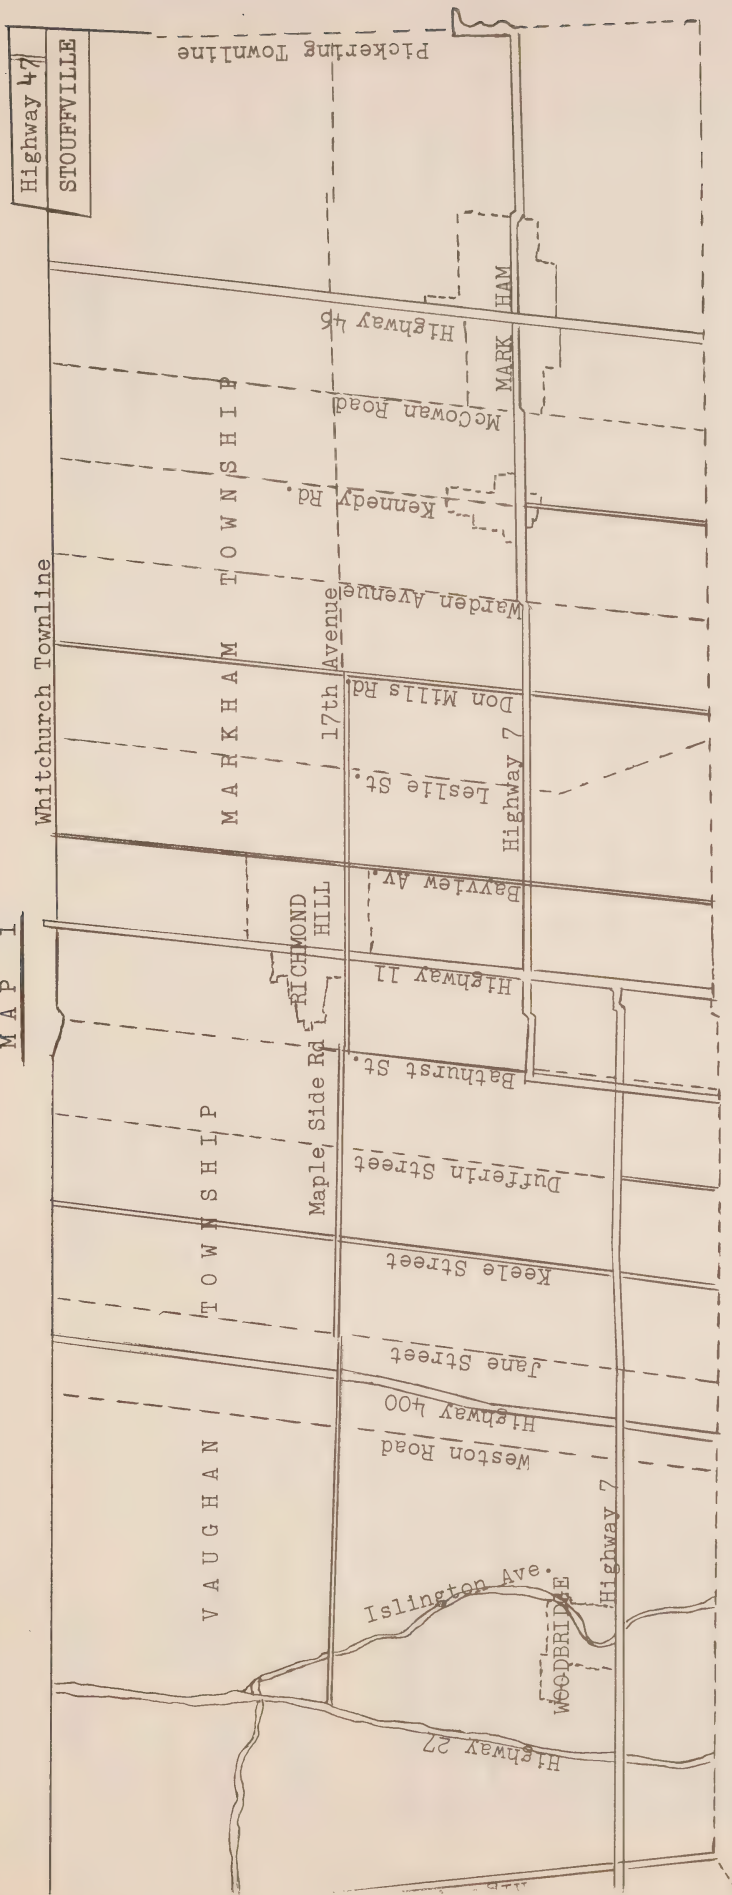 MAP 1
Highway 47
STOUFFVILLE
Whitchurch Townline
Pickering Townline
MARKHAM TOWNSHIP
VAUGHAN TOWNSHIP
Highway 46
McCowan Road
Kennedy Rd.
Warden Avenue
Don Mills Rd.
Leslie St.
Bayview Av.
Highway 11
Bathurst St.
Dufferin Street
Keele Street
Jane Street
Highway 400
Weston Road
Islington Ave.
Highway 27
17th Avenue
Maple Side Rd
RICHMOND
HILL
MARK HAM
Highway 7
Highway 7
WOODBRIDGE